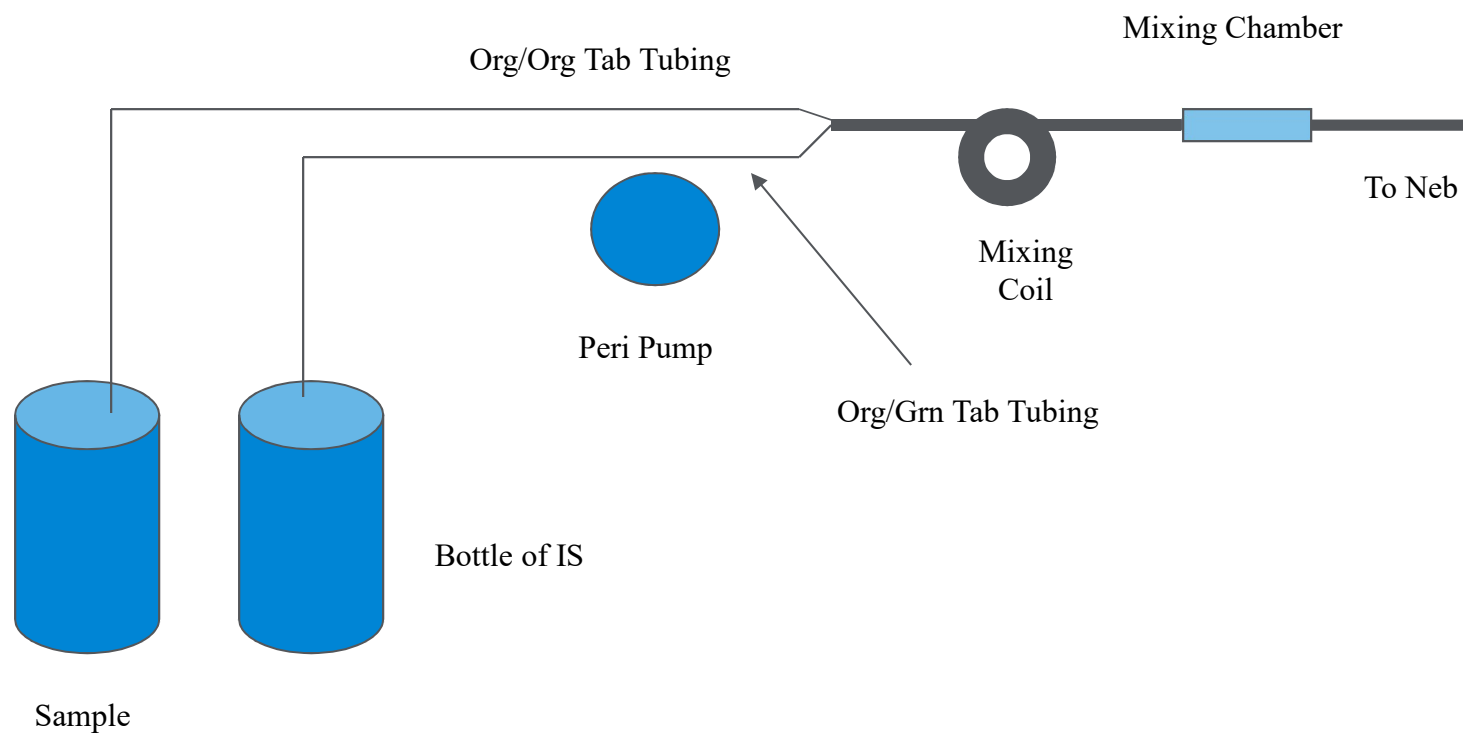 Mixing Chamber
Org/Org Tab Tubing
To Neb
Mixing
Coil
Peri Pump
Org/Grn Tab Tubing
Bottle of IS
Sample